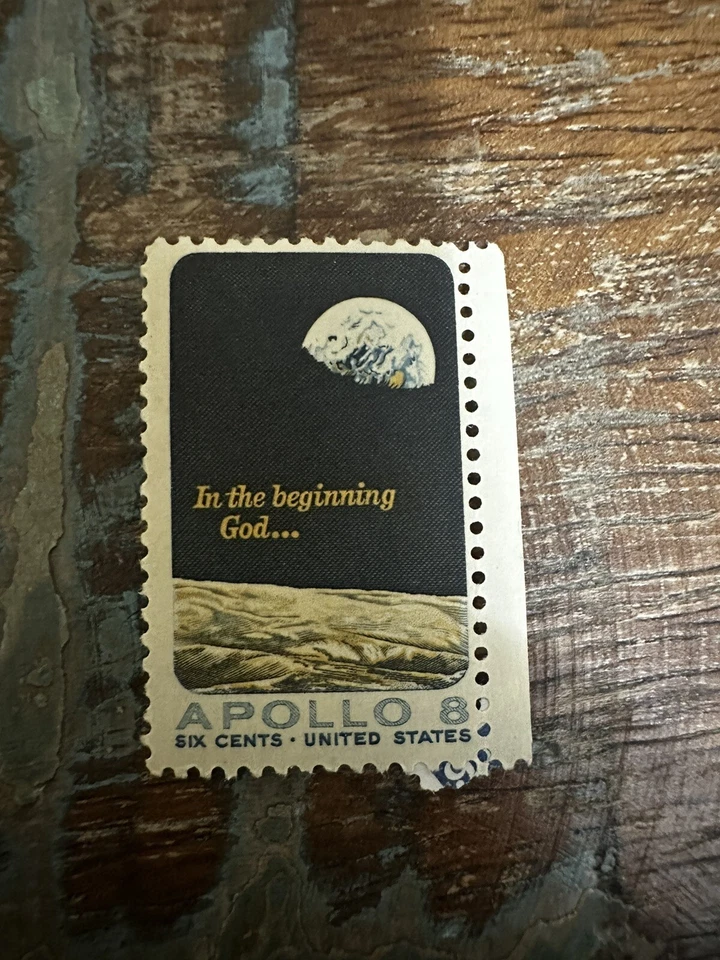 In the beginning
God...
APOLLO 8
SIX CENTS · UNITED STATES